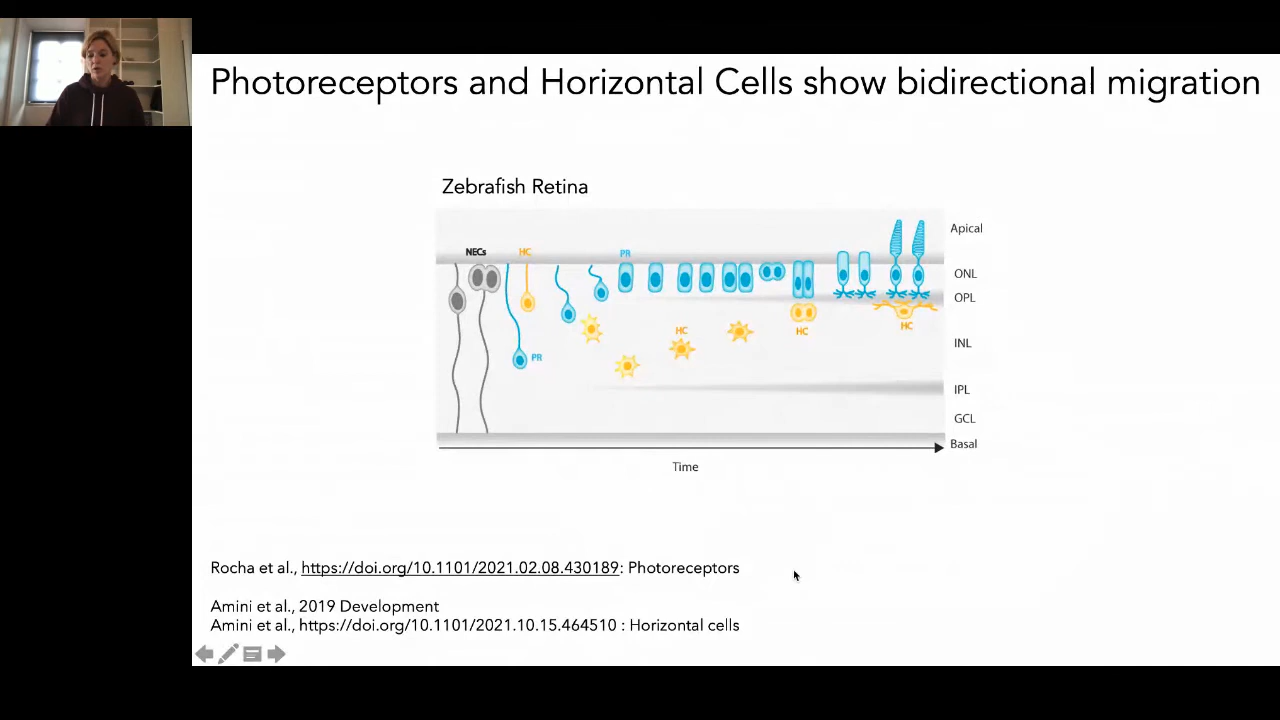 Photoreceptors and Horizontal Cells show bidirectional migration
Zebrafish Retina
Apical
NECs
HC
PR
ONL
OPL
HC
HC
HC
INL
PR
IPL
GCL
Basal
Time
Rocha et al., https://doi.org/10.1101/2021.02.08.430189: Photoreceptors
Amini et al., 2019 Development
Amini et al., https://doi.org/10.1101/2021.10.15.464510 : Horizontal cells